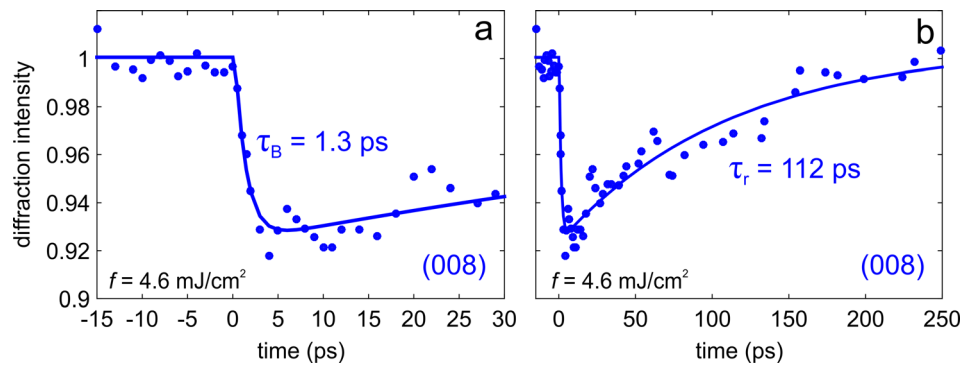 a
1
0.98
0.96
0.94
0.92
0.9
diffraction intensity
τB = 1.3 ps
(008)
f = 4.6 mJ/cm²
-15 -10 -5 0 5 10 15 20 25 30
time (ps)
b
τr = 112 ps
(008)
f = 4.6 mJ/cm²
0 50 100 150 200 250
time (ps)